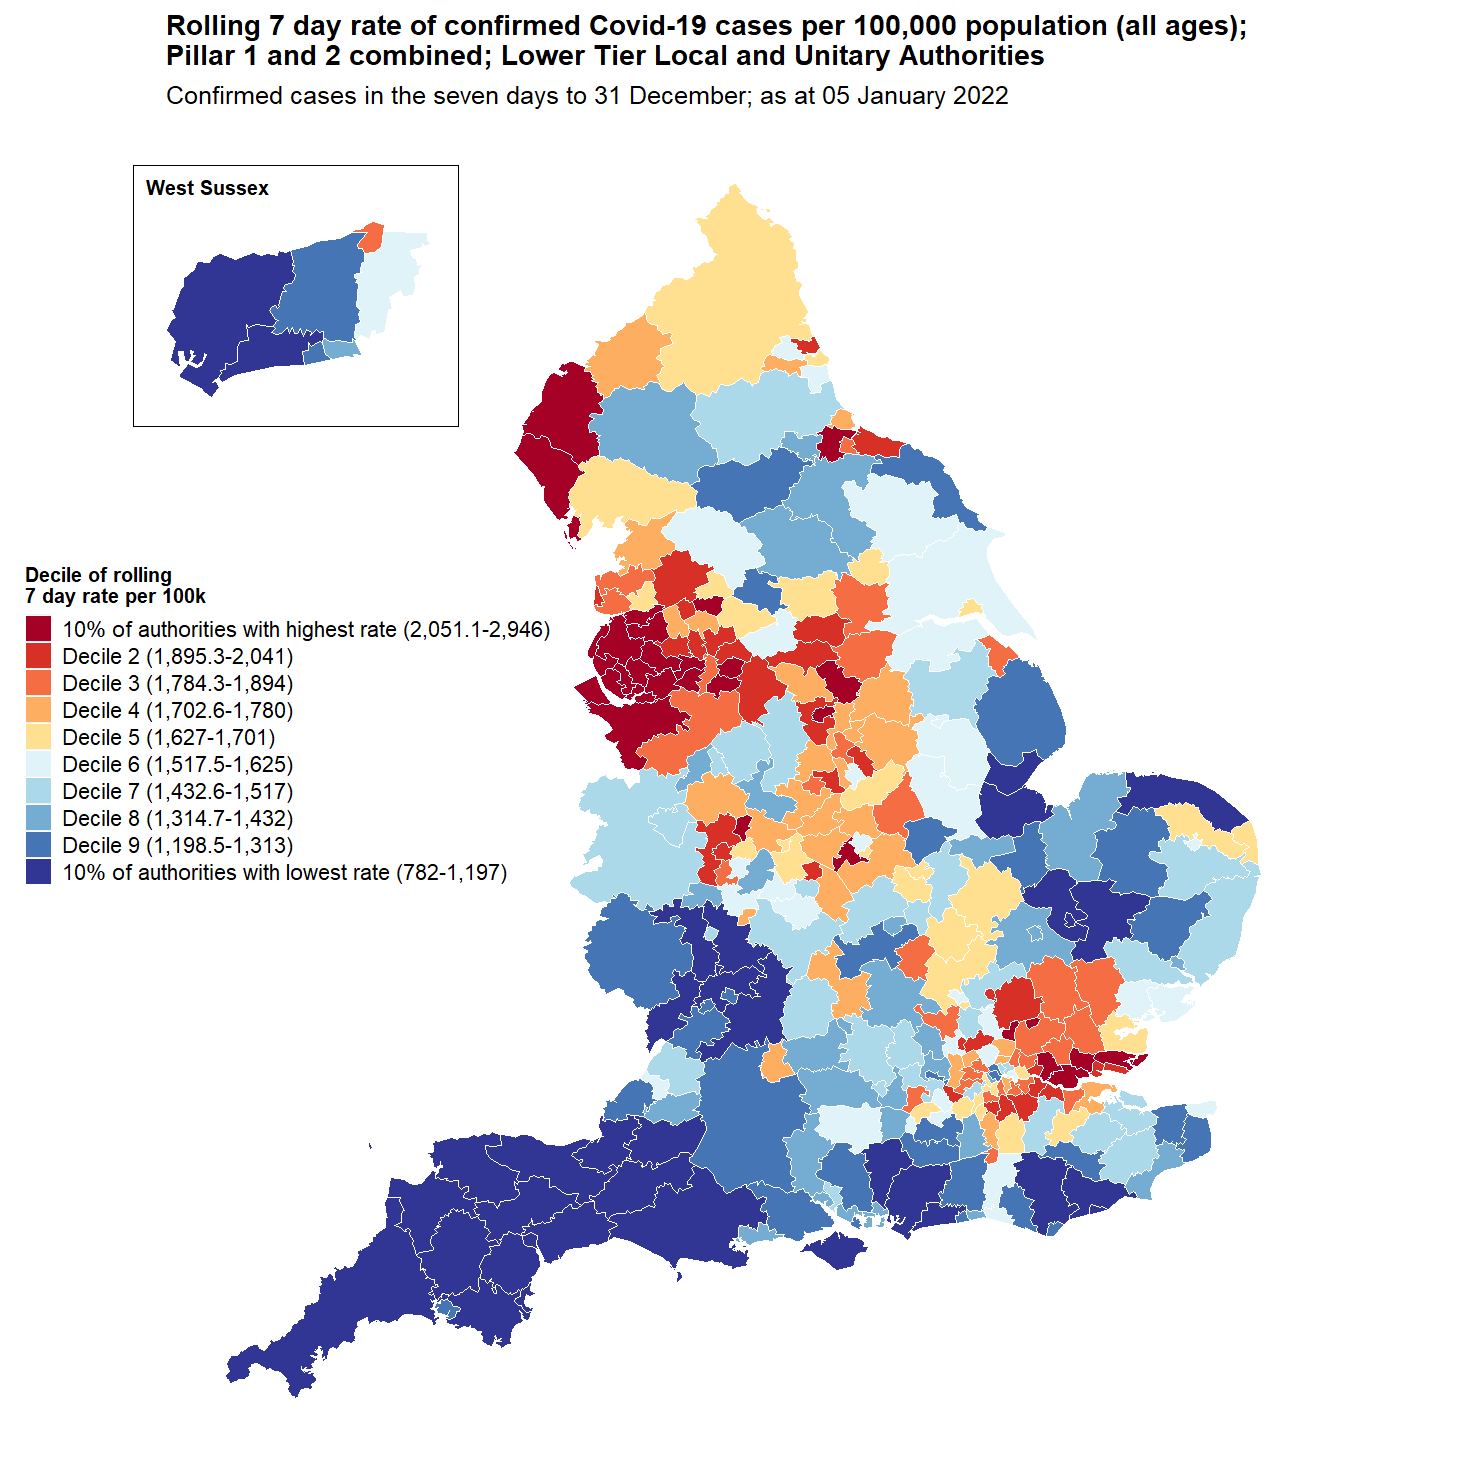 Rolling 7 day rate of confirmed Covid-19 cases per 100,000 population (all ages);
Pillar 1 and 2 combined; Lower Tier Local and Unitary Authorities
Confirmed cases in the seven days to 31 December; as at 05 January 2022
West Sussex
Decile of rolling
7 day rate per 100k
10% of authorities with highest rate (2,051.1-2,946)
Decile 2 (1,895.3-2,041)
Decile 3 (1,784.3-1,894)
Decile 4 (1,702.6-1,780)
Decile 5 (1,627-1,701)
Decile 6 (1,517.5-1,625)
Decile 7 (1,432.6-1,517)
Decile 8 (1,314.7-1,432)
Decile 9 (1,198.5-1,313)
10% of authorities with lowest rate (782-1,197)